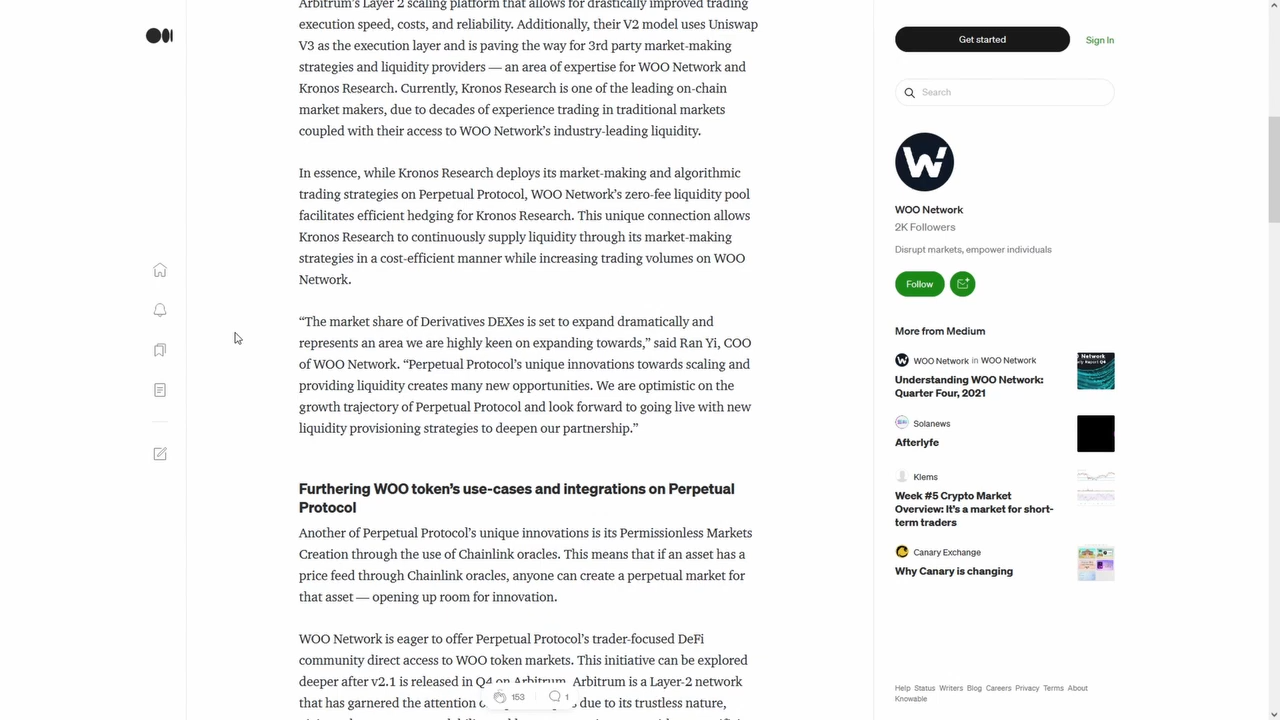 Arbitrum's Layer 2 scaling platform that allows for drastically improved trading
execution speed, costs, and reliability. Additionally, their V2 model uses Uniswap
V3 as the execution layer and is paving the way for 3rd party market-making
strategies and liquidity providers — an area of expertise for WOO Network and
Kronos Research. Currently, Kronos Research is one of the leading on-chain
market makers, due to decades of experience trading in traditional markets
coupled with their access to WOO Network's industry-leading liquidity.
In essence, while Kronos Research deploys its market-making and algorithmic
trading strategies on Perpetual Protocol, WOO Network's zero-fee liquidity pool
facilitates efficient hedging for Kronos Research. This unique connection allows
Kronos Research to continuously supply liquidity through its market-making
strategies in a cost-efficient manner while increasing trading volumes on WOO
Network.
“The market share of Derivatives DEXes is set to expand dramatically and
represents an area we are highly keen on expanding towards,” said Ran Yi, COO
of WOO Network. “Perpetual Protocol's unique innovations towards scaling and
providing liquidity creates many new opportunities. We are optimistic on the
growth trajectory of Perpetual Protocol and look forward to going live with new
liquidity provisioning strategies to deepen our partnership.”
Furthering WOO token's use-cases and integrations on Perpetual
Protocol
Another of Perpetual Protocol's unique innovations is its Permissionless Markets
Creation through the use of Chainlink oracles. This means that if an asset has a
price feed through Chainlink oracles, anyone can create a perpetual market for
that asset — opening up room for innovation.
WOO Network is eager to offer Perpetual Protocol's trader-focused DeFi
community direct access to WOO token markets. This initiative can be explored
deeper after v2.1 is released in Q4 on Arbitrum. Arbitrum is a Layer-2 network
that has garnered the attention due to its trustless nature,
153
1
Get started
Sign In
Search
W
WOO Network
2K Followers
Disrupt markets, empower individuals
Follow
More from Medium
WOO Network in WOO Network
Understanding WOO Network:
Quarter Four, 2021
Solanews
Afterlyfe
Klems
Week #5 Crypto Market
Overview: It's a market for short-
term traders
Canary Exchange
Why Canary is changing
Help Status Writers Blog Careers Privacy Terms About
Knowable